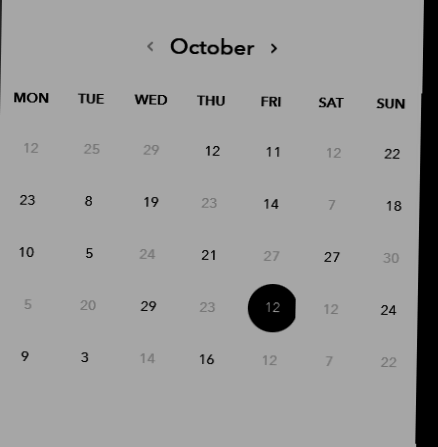 ‹ October ›
MON TUE WED THU FRI SAT SUN
12 25 29 12 11 12 22
23 8 19 23 14 7 18
10 5 24 21 27 27 30
5 20 29 23 12 12 24
9 3 14 16 12 7 22